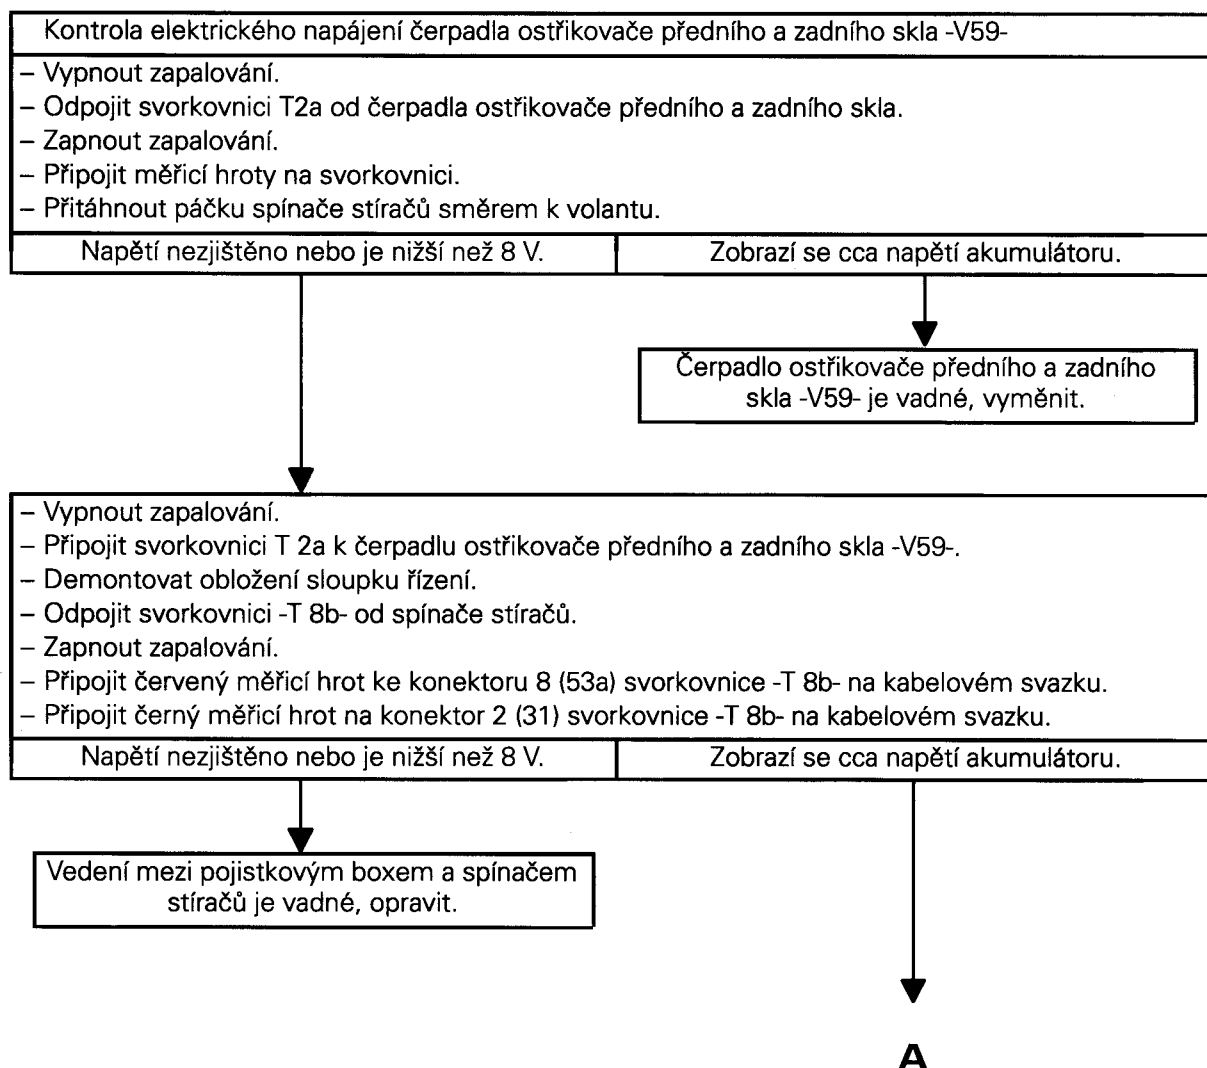 Kontrola elektrického napájení čerpadla ostřikovače předního a zadního skla -V59-
– Vypnout zapalování.
– Odpojit svorkovnici T2a od čerpadla ostřikovače předního a zadního skla.
– Zapnout zapalování.
– Připojit měřicí hroty na svorkovnici.
– Přitáhnout páčku spínače stíračů směrem k volantu.
Napětí nezjištěno nebo je nižší než 8 V.
Zobrazí se cca napětí akumulátoru.
Čerpadlo ostřikovače předního a zadního
skla -V59- je vadné, vyměnit.
– Vypnout zapalování.
– Připojit svorkovnici T 2a k čerpadlu ostřikovače předního a zadního skla -V59-.
– Demontovat obložení sloupku řízení.
– Odpojit svorkovnici -T 8b- od spínače stíračů.
– Zapnout zapalování.
– Připojit červený měřicí hrot ke konektoru 8 (53a) svorkovnice -T 8b- na kabelovém svazku.
– Připojit černý měřicí hrot na konektor 2 (31) svorkovnice -T 8b- na kabelovém svazku.
Napětí nezjištěno nebo je nižší než 8 V.
Zobrazí se cca napětí akumulátoru.
Vedení mezi pojistkovým boxem a spínačem
stíračů je vadné, opravit.
A